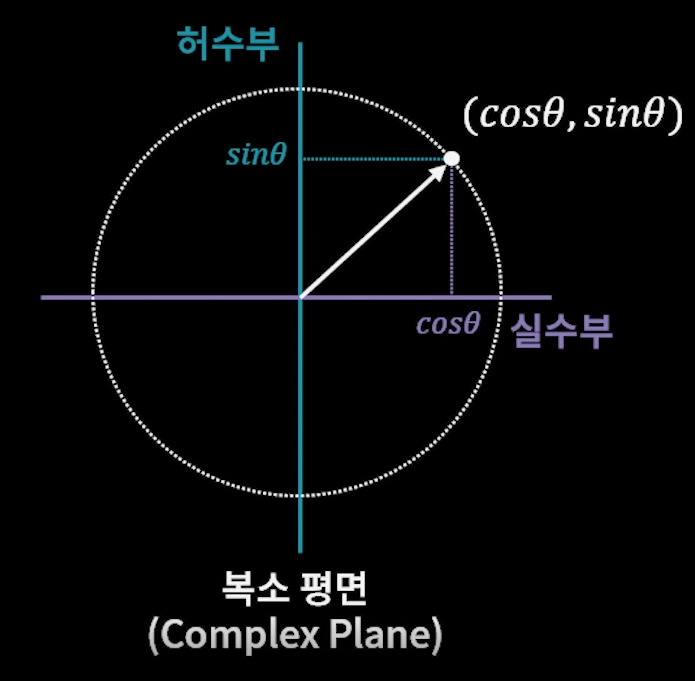 허수부
(cosθ, sinθ)
sinθ
cosθ
실수부
복소 평면
(Complex Plane)